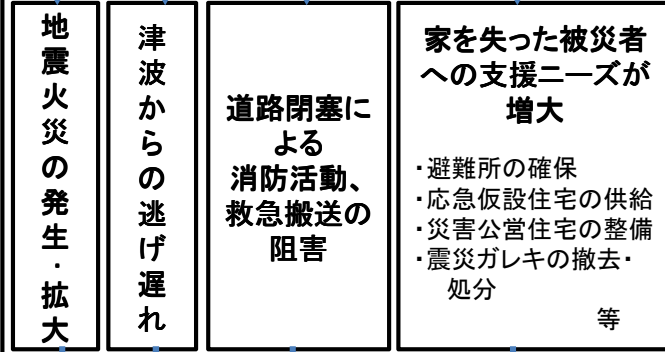 地震火災の発生・拡大
津波からの逃げ遅れ
道路閉塞に
よる
消防活動、
救急搬送の
阻害
家を失った被災者
への支援ニーズが
増大
・避難所の確保
・応急仮設住宅の供給
・災害公営住宅の整備
・震災ガレキの撤去・
処分
等